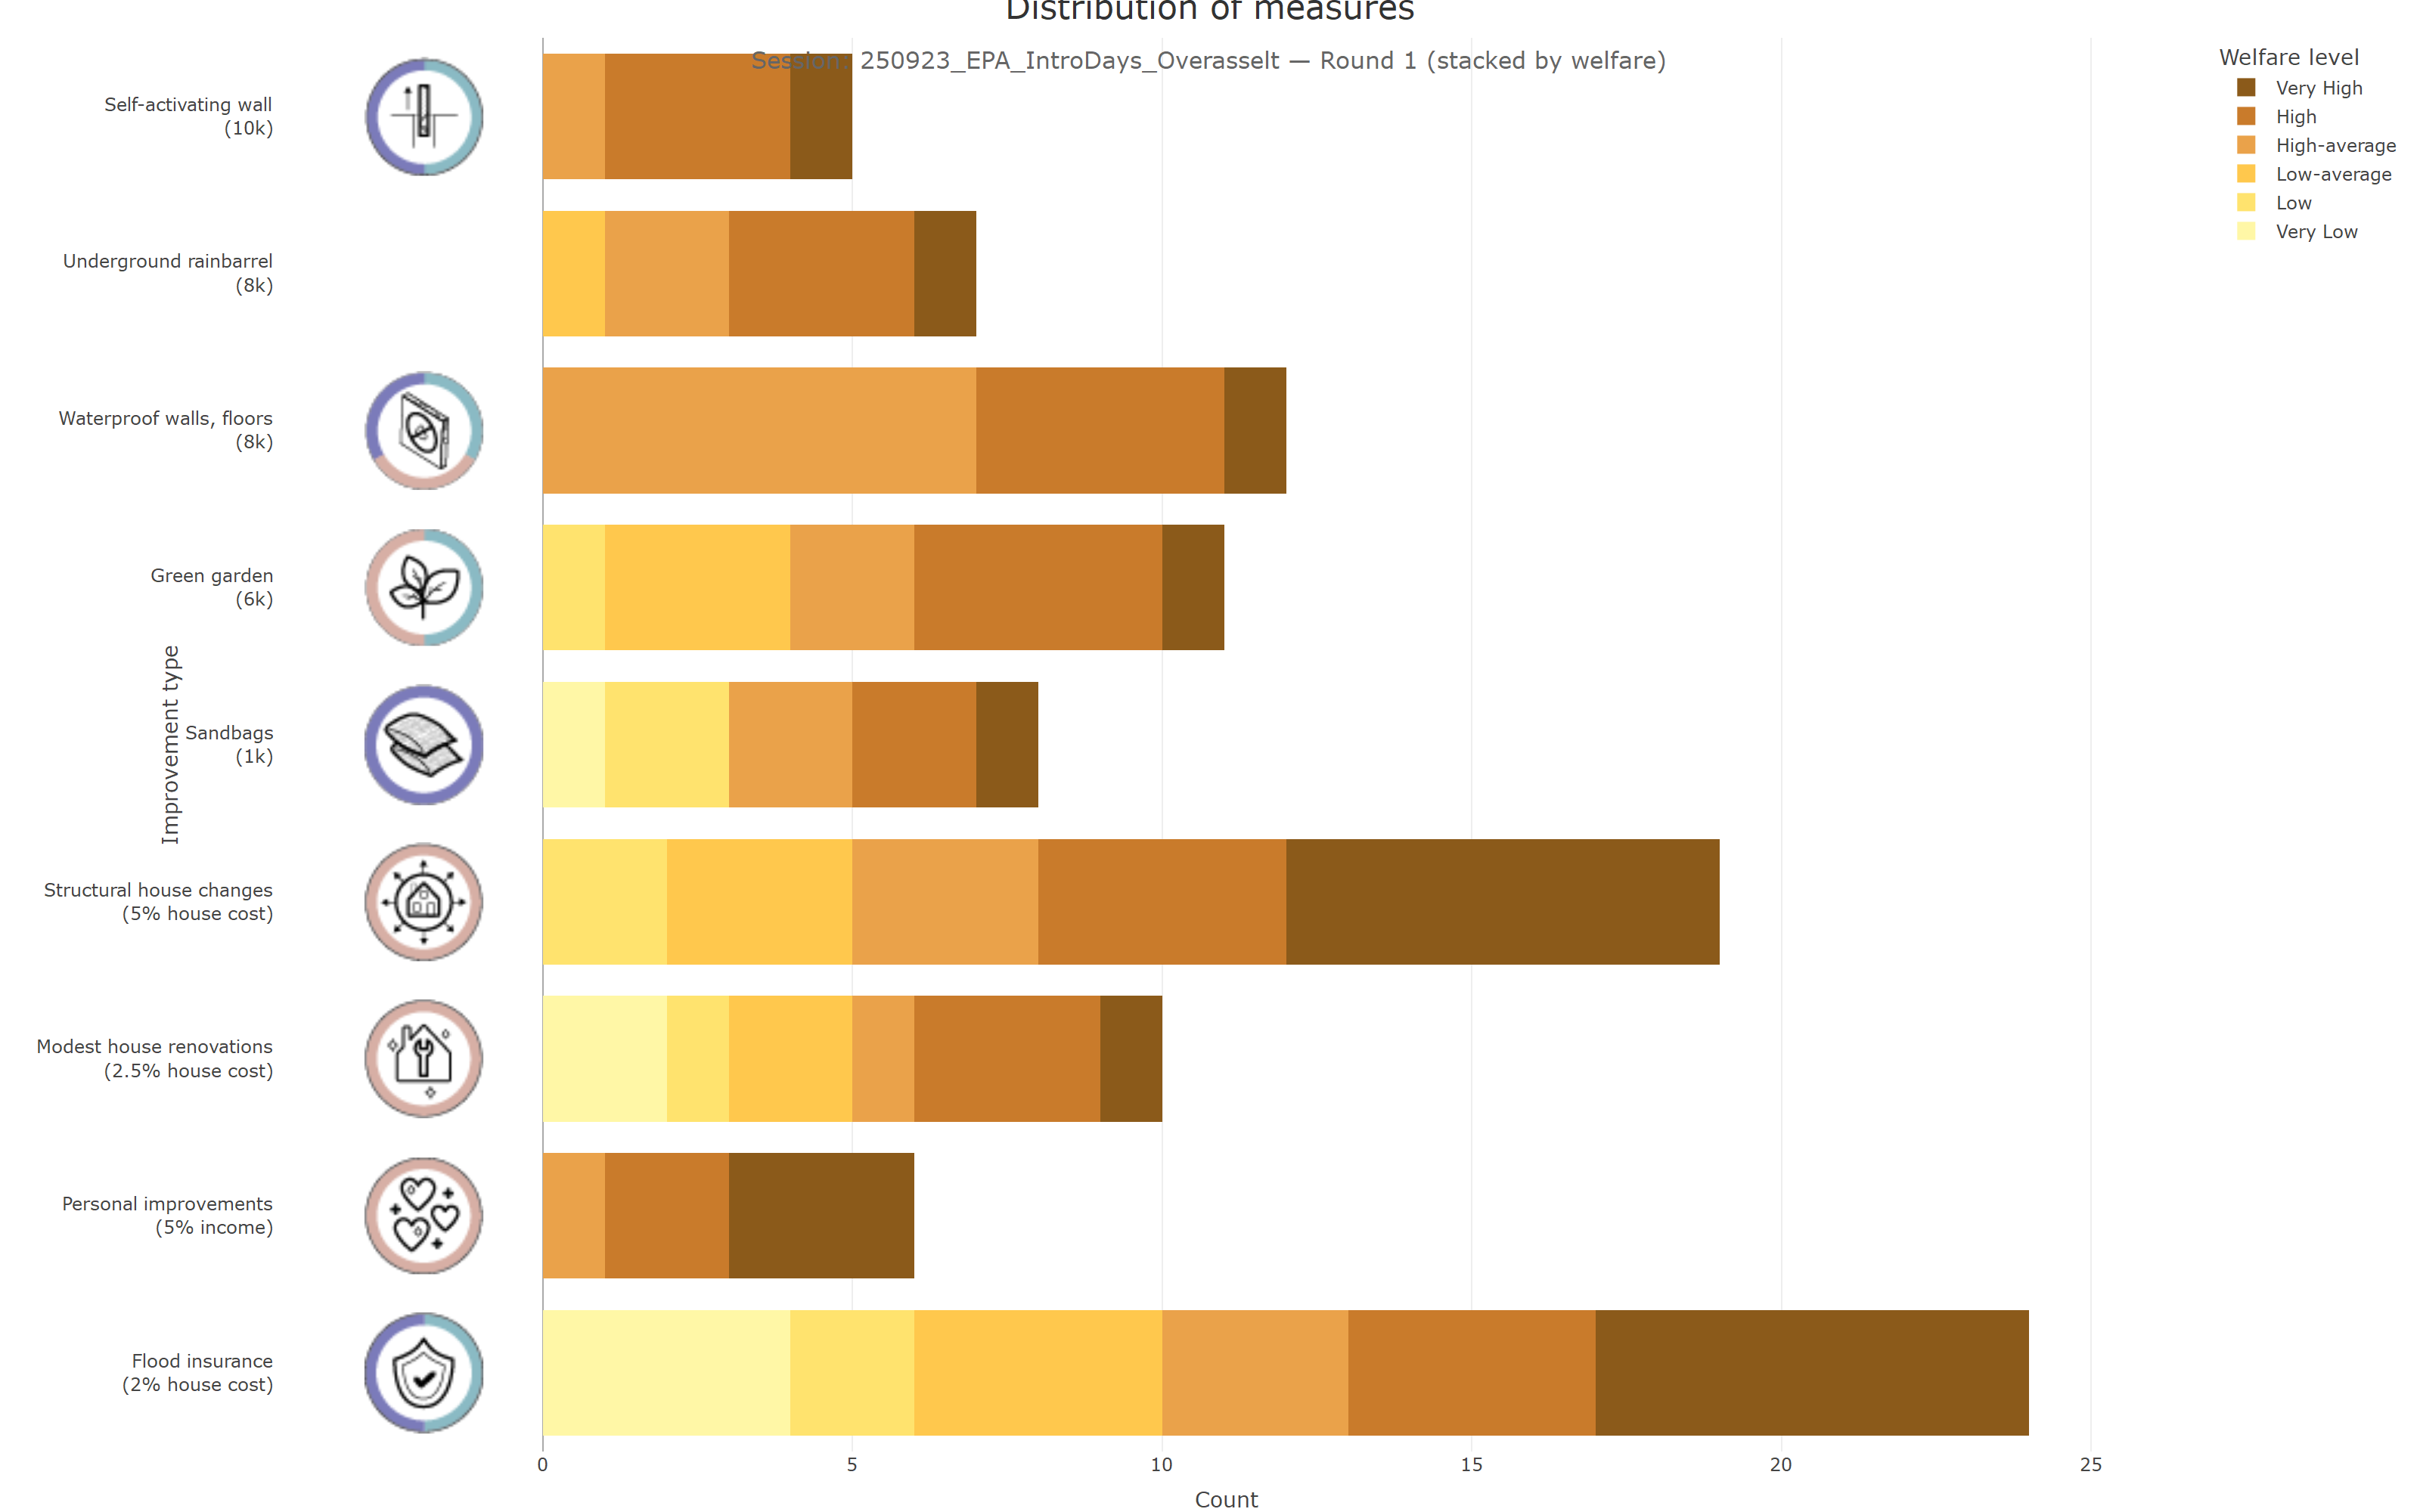 Distribution of measures
Session: 250923_EPA_IntroDays_Overasselt — Round 1 (stacked by welfare)
Welfare level
Very High
High
High-average
Low-average
Low
Very Low
Improvement type
Self-activating wall
(10k)
Underground rainbarrel
(8k)
Waterproof walls, floors
(8k)
Green garden
(6k)
Sandbags
(1k)
Structural house changes
(5% house cost)
Modest house renovations
(2.5% house cost)
Personal improvements
(5% income)
Flood insurance
(2% house cost)
0 5 10 15 20 25
Count